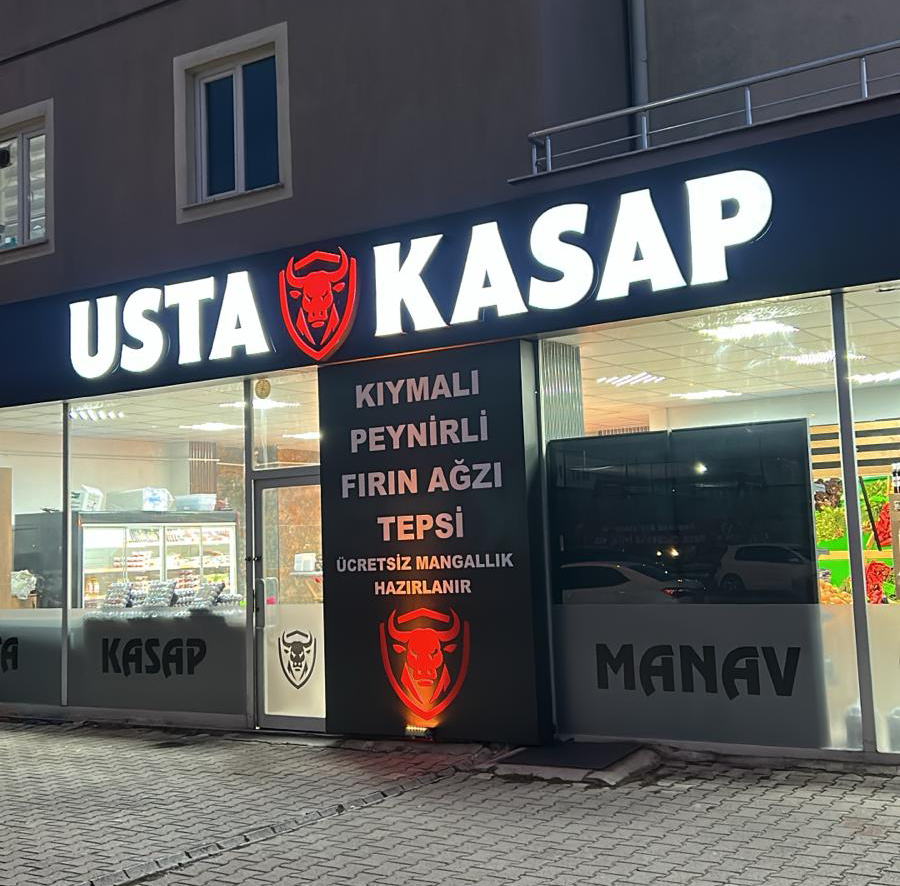 USTA KASAP
KIYMALI
PEYNİRLİ
FIRIN AĞZI
TEPSİ
ÜCRETSİZ MANGALLIK
HAZIRLANIR
KASAP
MANAV